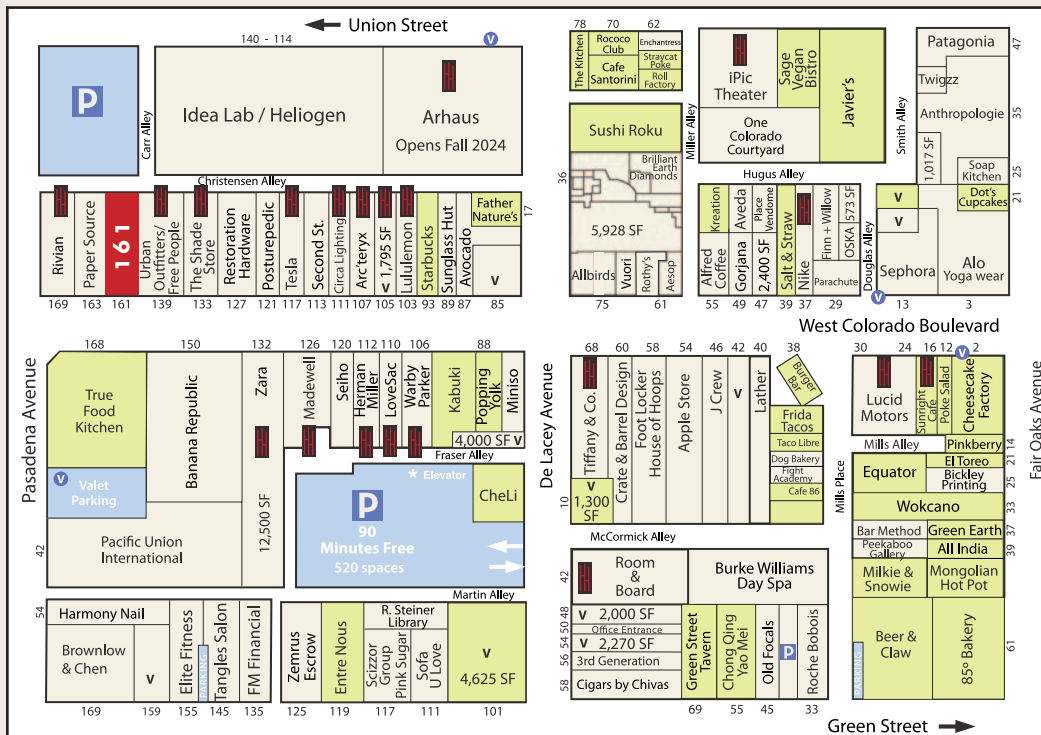 Union Street
78
70
62
140 - 114
V
P
Carr Alley
Idea Lab / Heliogen
Arhaus
Opens Fall 2024
The Kitchen
Rococo
Club
Cafe
Santorini
Enchantress
Straycat
Poke
Roll
Factory
Miller Alley
iPic
Theater
Sage
Vegan
Bistro
Javier's
One
Colorado
Courtyard
Smith Alley
Patagonia
47
Twigzz
Anthropologie
35
1,017 SF
Soap
Kitchen
25
Sushi Roku
36
Brilliant
Earth
Diamonds
5,928 SF
Allbirds
Vuori
Rothy's
Aesop
75
61
Christensen Alley
Hugus Alley
Rivian
Paper Source
161
Urban
Outfitters/
Free People
The Shade
Store
Restoration
Hardware
Posturepedic
Tesla
Second St.
Circa Lighting
Arc'teryx
< 1,795 SF
Lululemon
Starbucks
Sunglass Hut
Avocado
Father
Nature's
17
V
169
163
161
139
133
127
121
117
113
111
107
105
103
93
89
87
85
Kreation
Alfred
Coffee
Aveda
Gorjana
Place
Vendome
2,400 SF
Salt & Straw
Nike
Finn + Willow
Parachute
OSKA
573 SF
Douglas Alley
55
49
47
39
37
29
V
V
Dot's
Cupcakes
21
Sephora
Alo
Yoga wear
V
13
3
West Colorado Boulevard
Pasadena Avenue
168
150
132
126
120
112
110
106
88
True
Food
Kitchen
Banana Republic
Zara
Madewell
Seiho
Herman
Miller
LoveSac
Warby
Parker
Kabuki
Popping
Yolk
Miniso
4,000 SF V
Fraser Alley
V
Valet
Parking
42
Pacific Union
International
12,500 SF
* Elevator
P
90
Minutes Free
520 spaces
CheLi
De Lacey Avenue
68
60
58
54
46
42
40
38
Tiffany & Co.
Crate & Barrel Design
Foot Locker
House of Hoops
Apple Store
J Crew
V
Lather
Burger
Bar
Frida
Tacos
Taco Libre
Dog Bakery
Fight
Academy
Cafe 86
V
1,300
SF
10
Mills Place
McCormick Alley
30
24
16
12
V
2
Lucid
Motors
Sunright
Cafe
Poke Salad
Cheesecake
Factory
Fair Oaks Avenue
Mills Alley
Pinkberry
14
Equator
El Toreo
21
Bickley
Printing
25
Wokcano
33
Bar Method
Green Earth
37
Peekaboo
Gallery
All India
39
Milkie &
Snowie
Mongolian
Hot Pot
Beer &
Claw
PARKING
85º Bakery
61
Martin Alley
54
Harmony Nail
Brownlow
& Chen
V
Elite Fitness
PARKING
Tangles Salon
FM Financial
169
159
155
145
135
Zemrus
Escrow
Entre Nous
R. Steiner
Library
Scizzor
Group
Pink Sugar
Sofa
U Love
V
4,625 SF
125
119
117
111
101
42
Room
&
Board
Burke Williams
Day Spa
48
V 2,000 SF
50
Office Entrance
54
V 2,270 SF
56
3rd Generation
58
Cigars by Chivas
Green Street
Tavern
Chong Qing
Yao Mei
Old Focals
P
Roche Bobois
69
55
45
33
Green Street